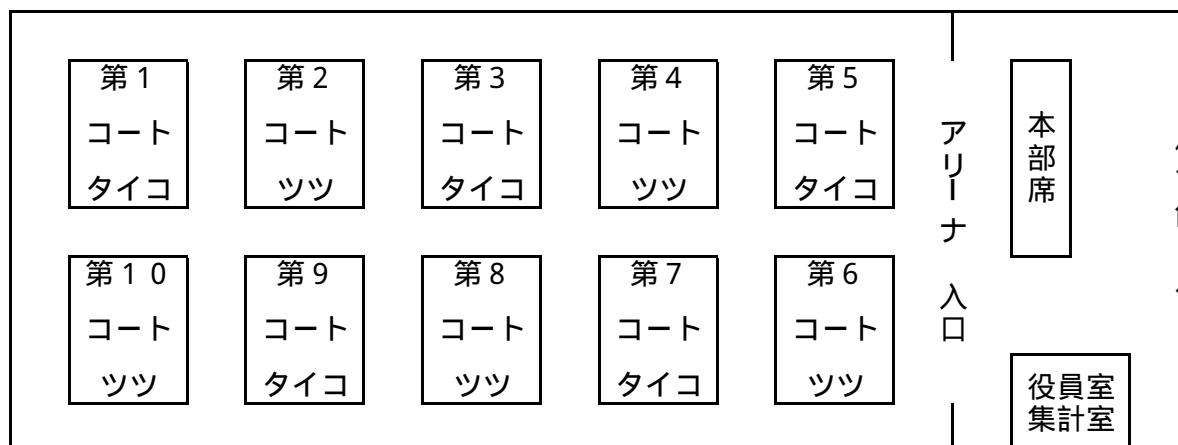 第1
コート
タイコ
第2
コート
ツツ
第3
コート
タイコ
第4
コート
ツツ
第5
コート
タイコ
アリーナ 入口
本部席
第10
コート
ツツ
第9
コート
タイコ
第8
コート
ツツ
第7
コート
タイコ
第6
コート
ツツ
役員室
集計室